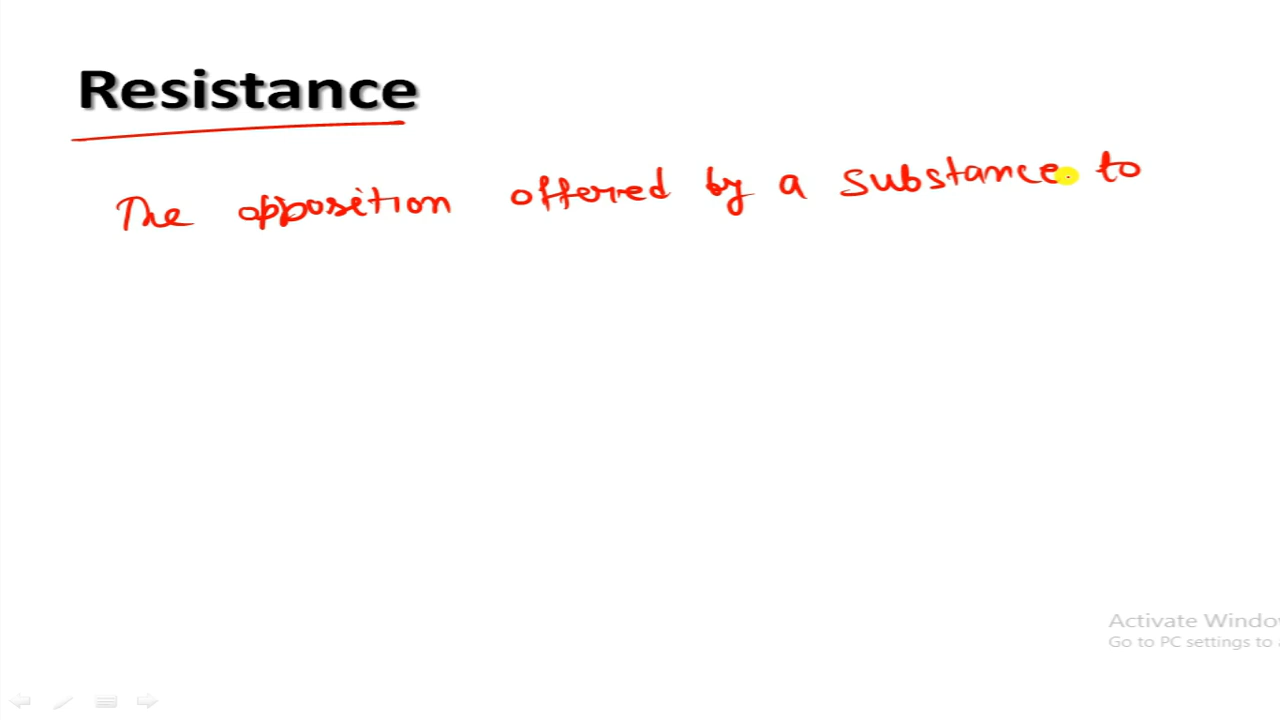 Resistance
The opposition offered by a substance to
Activate Windo
Go to PC settings to a